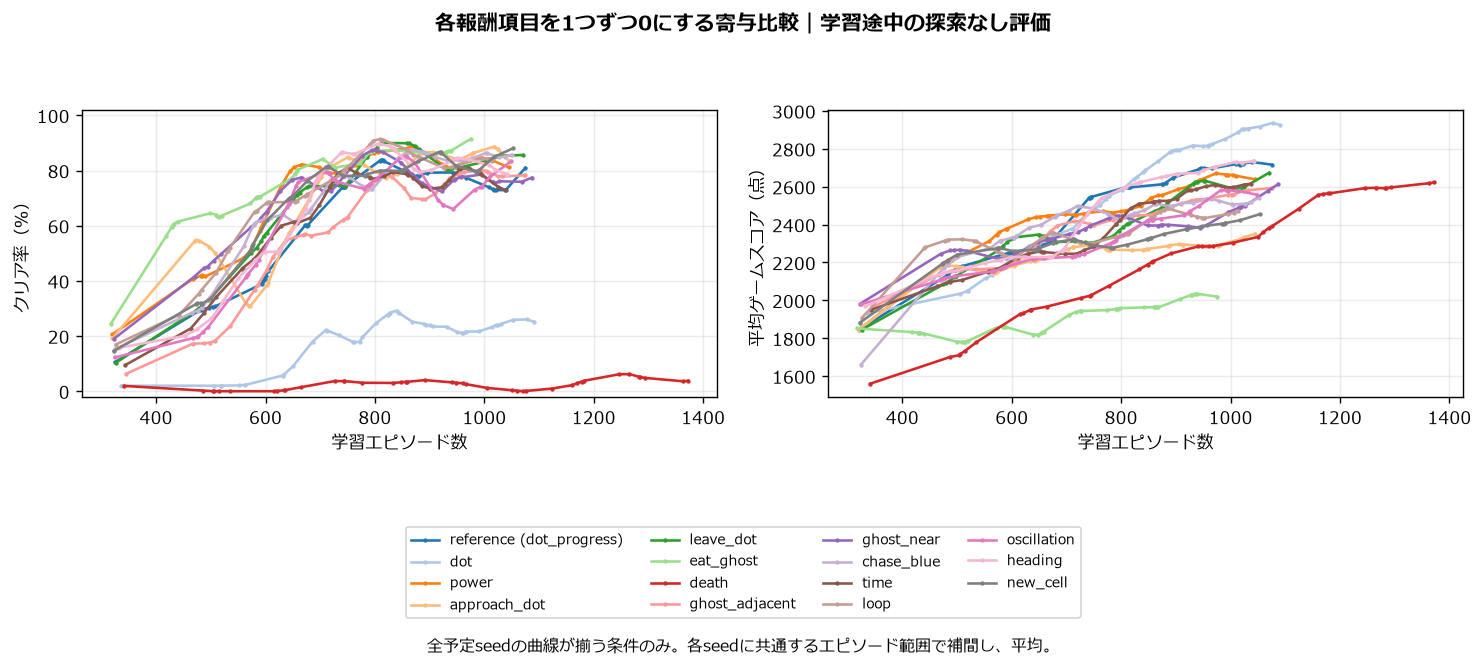 各報酬項目を1つずつ0にする寄与比較｜学習途中の探索なし評価
クリア率（%）
100
80
60
40
20
0
400 600 800 1000 1200 1400
学習エピソード数
平均ゲームスコア（点）
3000
2800
2600
2400
2200
2000
1800
1600
400 600 800 1000 1200 1400
学習エピソード数
reference (dot_progress) leave_dot ghost_near oscillation
dot eat_ghost chase_blue heading
power death time new_cell
approach_dot ghost_adjacent loop
全予定seedの曲線が揃う条件のみ。各seedに共通するエピソード範囲で補間し、平均。